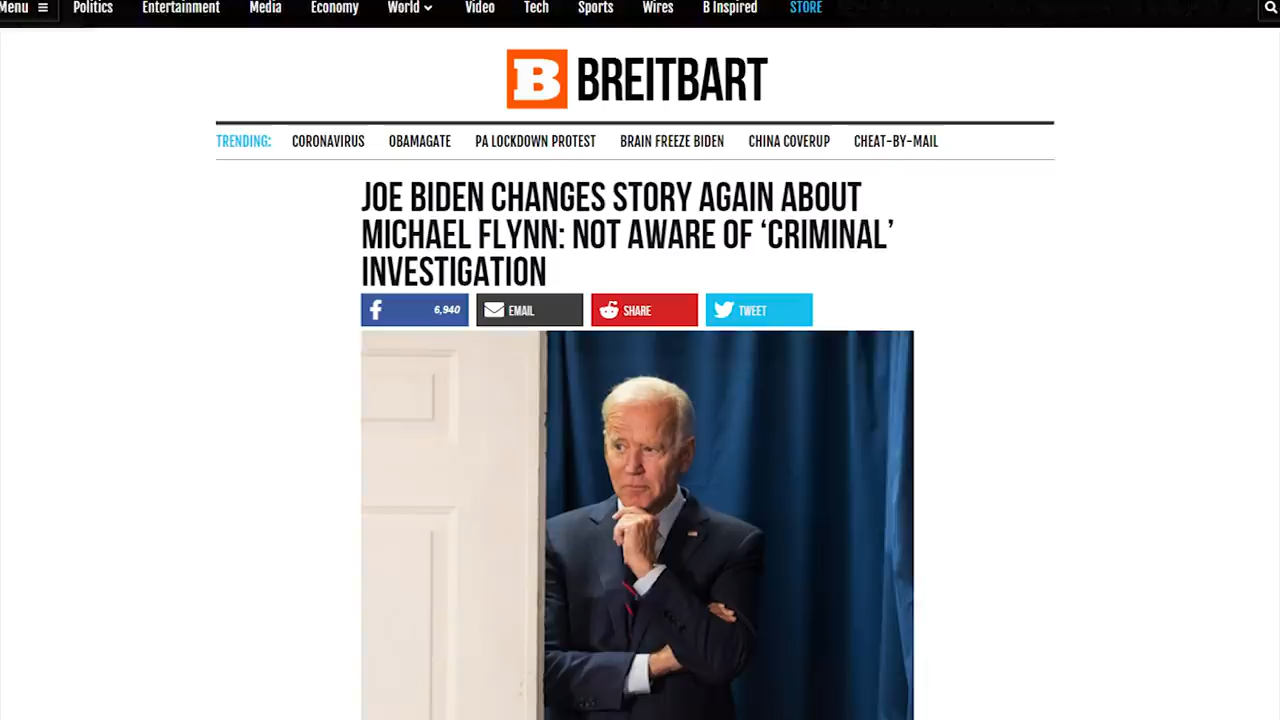 Menu Politics Entertainment Media Economy World Video Tech Sports Wires B Inspired STORE
B BREITBART
TRENDING: CORONAVIRUS OBAMAGATE PA LOCKDOWN PROTEST BRAIN FREEZE BIDEN CHINA COVERUP CHEAT-BY-MAIL
JOE BIDEN CHANGES STORY AGAIN ABOUT
MICHAEL FLYNN: NOT AWARE OF ‘CRIMINAL’
INVESTIGATION
f 6,940 EMAIL SHARE TWEET